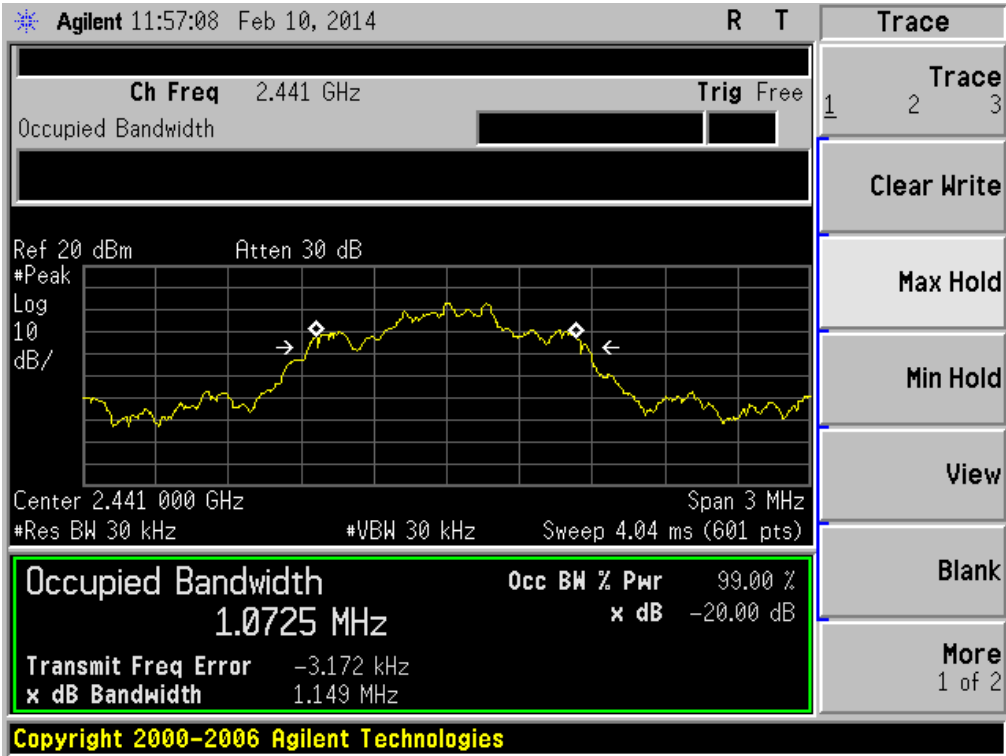 Agilent 11:57:08 Feb 10, 2014 R T
Trace
Ch Freq 2.441 GHz Trig Free
Occupied Bandwidth
Trace
1 2 3
Clear Write
Max Hold
Min Hold
View
Blank
More
1 of 2
Ref 20 dBm Atten 30 dB
#Peak
Log
10
dB/
Center 2.441 000 GHz Span 3 MHz
#Res BW 30 kHz #VBW 30 kHz Sweep 4.04 ms (601 pts)
Occupied Bandwidth
1.0725 MHz
Occ BW % Pwr 99.00 %
x dB -20.00 dB
Transmit Freq Error -3.172 kHz
x dB Bandwidth 1.149 MHz
Copyright 2000-2006 Agilent Technologies